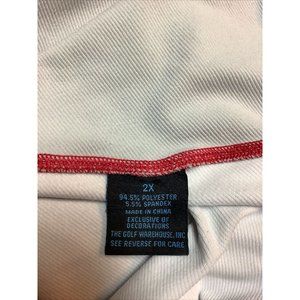 2X
94.5% POLYESTER
5.5% SPANDEX
MADE IN CHINA
EXCLUSIVE OF
DECORATIONS
THE GOLF WAREHOUSE, INC
SEE REVERSE FOR CARE